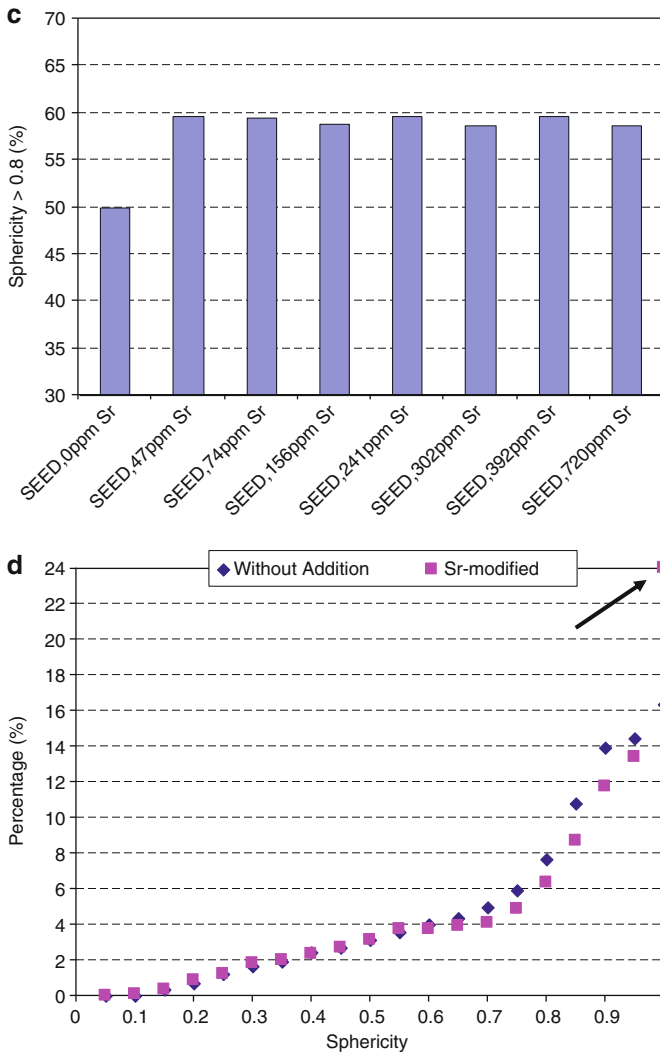 c
70
65
60
55
50
45
40
35
30
Sphericity > 0.8 (%)
SEED,0ppm Sr
SEED,47ppm Sr
SEED,74ppm Sr
SEED,156ppm Sr
SEED,241ppm Sr
SEED,302ppm Sr
SEED,392ppm Sr
SEED,720ppm Sr
d
Without Addition
Sr-modified
24
22
20
18
16
14
12
10
8
6
4
2
0
Percentage (%)
0
0.1
0.2
0.3
0.4
0.5
0.6
0.7
0.8
0.9
Sphericity